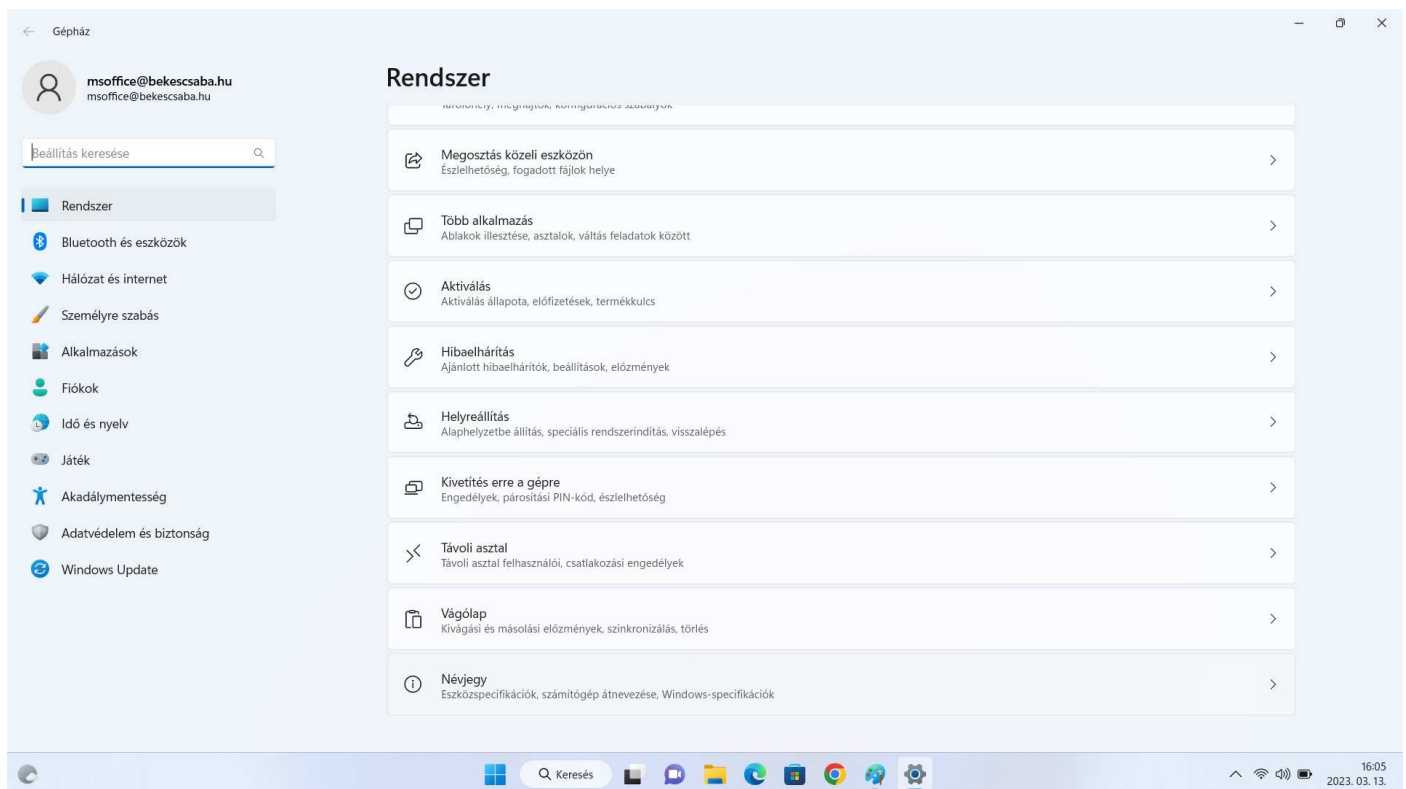 Gépház
msoffice@bekescsaba.hu
msoffice@bekescsaba.hu
Beállítás keresése
Rendszer
Bluetooth és eszközök
Hálózat és internet
Személyre szabás
Alkalmazások
Fiókok
Idő és nyelv
Játék
Akadálymentesség
Adatvédelem és biztonság
Windows Update
Rendszer
Tárolóhely, meghajtók, konfigurációs szabályok
Megosztás közeli eszközön
Észlelhetőség, fogadott fájlok helye
Több alkalmazás
Ablakok illesztése, asztalok, váltás feladatok között
Aktiválás
Aktiválás állapota, előfizetések, termékkulcs
Hibaelhárítás
Ajánlott hibaelhárítók, beállítások, előzmények
Helyreállítás
Alaphelyzetbe állítás, speciális rendszerindítás, visszalépés
Kivetítés erre a gépre
Engedélyek, párosítási PIN-kód, észlelhetőség
Távoli asztal
Távoli asztal felhasználói, csatlakozási engedélyek
Vágólap
Kivágási és másolási előzmények, szinkronizálás, törlés
Névjegy
Eszközspecifikációk, számítógép átnevezése, Windows-specifikációk
Keresés
16:05
2023. 03. 13.